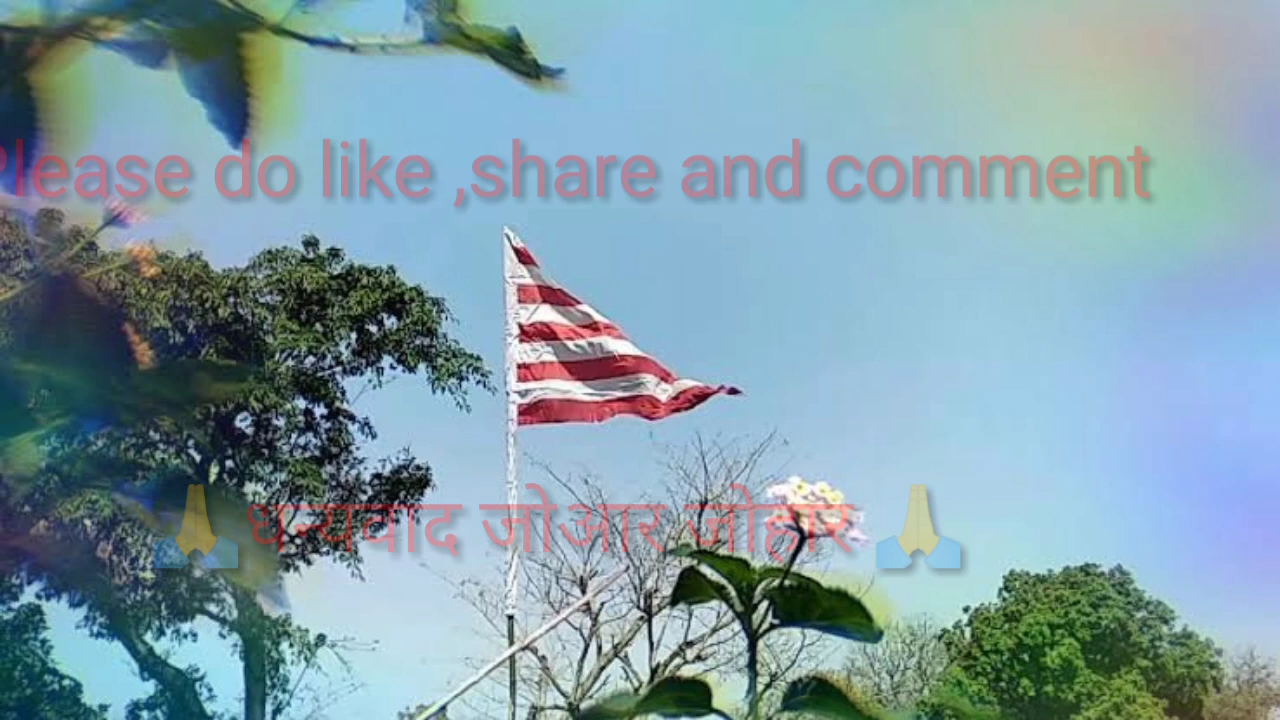 Please do like ,share and comment
🙏 धन्यवाद जोआर जोहार 🙏